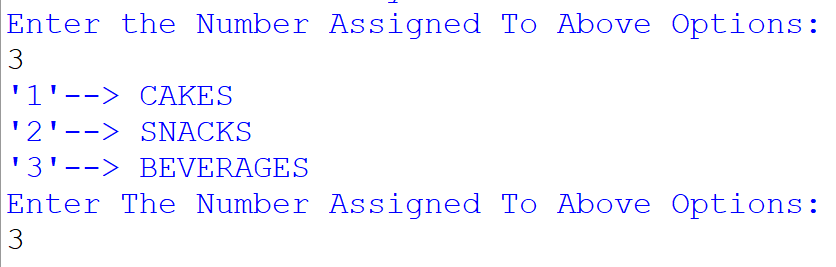 Enter the Number Assigned To Above Options:
3
'1'--> CAKES
'2'--> SNACKS
'3'--> BEVERAGES
Enter The Number Assigned To Above Options:
3